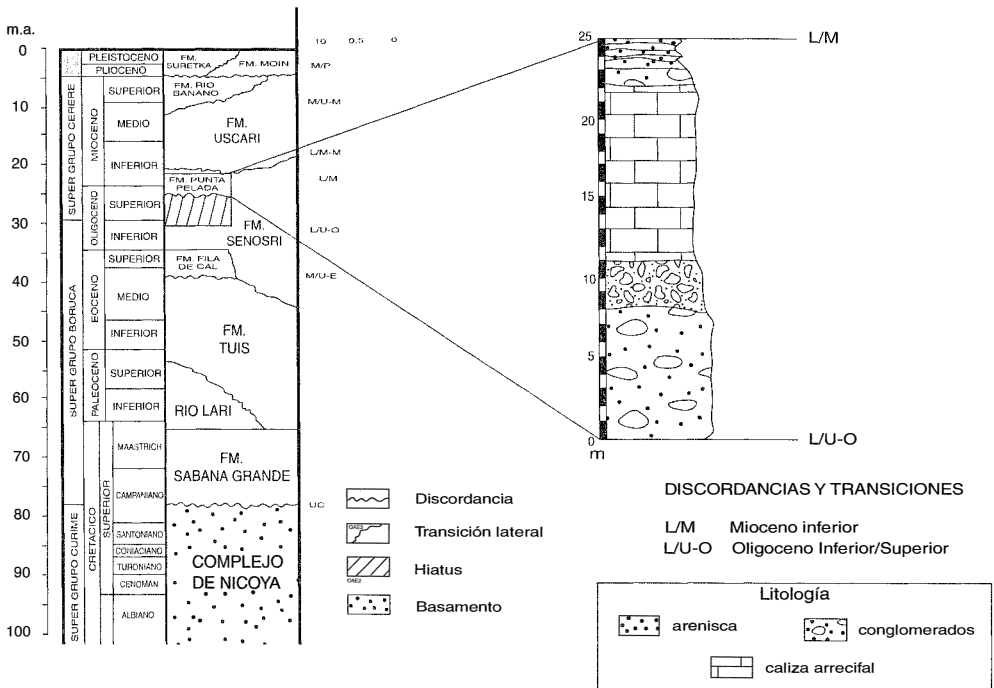 m.a.
0
10
20
30
40
50
60
70
80
90
100
SUPER GRUPO CERERE
SUPER GRUPO BORUCA
SUPER GRUPO CURIME
MIOCENO
OLIGOCENO
EOCENO
PALEOCENO
CRETACICO
SUPERIOR
PLEISTOCENO
PLIOCENO
SUPERIOR
MEDIO
INFERIOR
SUPERIOR
INFERIOR
SUPERIOR
MEDIO
INFERIOR
SUPERIOR
INFERIOR
MAASTRICH
CAMPANIANO
SANTONIANO
CONIACIANO
TURONIANO
CENOMAN
ALBIANO
FM.
SURETKA
FM. MOIN
FM. RIO
BANANO
FM.
USCARI
FM. PUNTA
PELADA
FM.
SENOSRI
FM. FILA
DE CAL
FM.
TUIS
RIO LARI
FM.
SABANA GRANDE
COMPLEJO
DE NICOYA
10 0.5 0
M/P
M/U-M
L/M-M
L/M
L/U-O
M/U-E
UC
Discordancia
OAE3
Transición lateral
Hiatus
OAE2
Basamento
25
20
15
10
5
0
m
L/M
L/U-O
DISCORDANCIAS Y TRANSICIONES
L/M Mioceno inferior
L/U-O Oligoceno Inferior/Superior
Litología
arenisca
conglomerados
caliza arrecifal